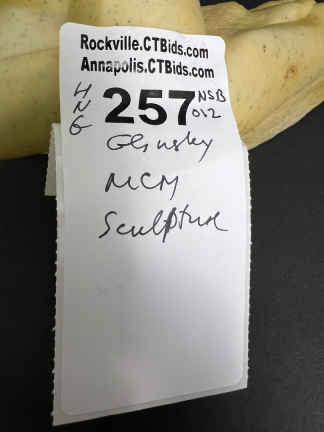 Rockville.CTBids.com
Annapolis.CTBids.com
HNG 257 NSB 012
Glinsky
MCM
Sculpture